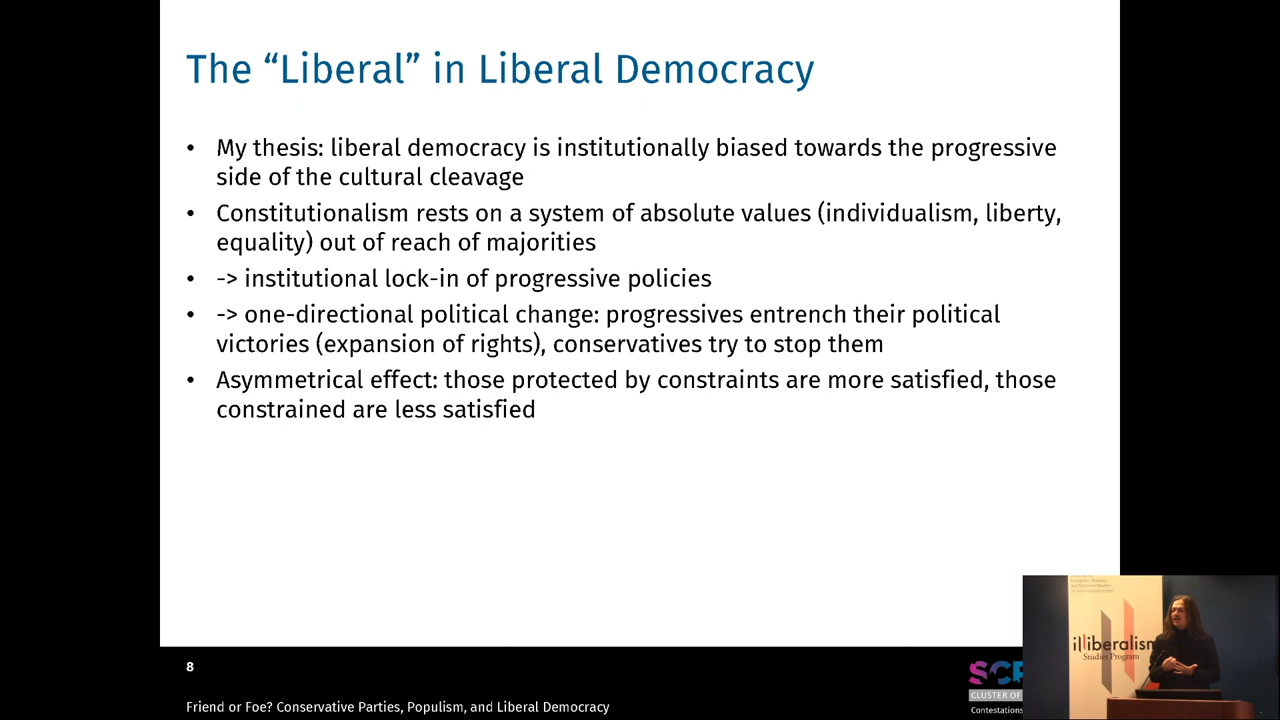 The “Liberal” in Liberal Democracy
• My thesis: liberal democracy is institutionally biased towards the progressive
side of the cultural cleavage
• Constitutionalism rests on a system of absolute values (individualism, liberty,
equality) out of reach of majorities
• -> institutional lock-in of progressive policies
• -> one-directional political change: progressives entrench their political
victories (expansion of rights), conservatives try to stop them
• Asymmetrical effect: those protected by constraints are more satisfied, those
constrained are less satisfied
8
Friend or Foe? Conservative Parties, Populism, and Liberal Democracy
CLUSTER OF
Contestations
illiberalism
Studies Program